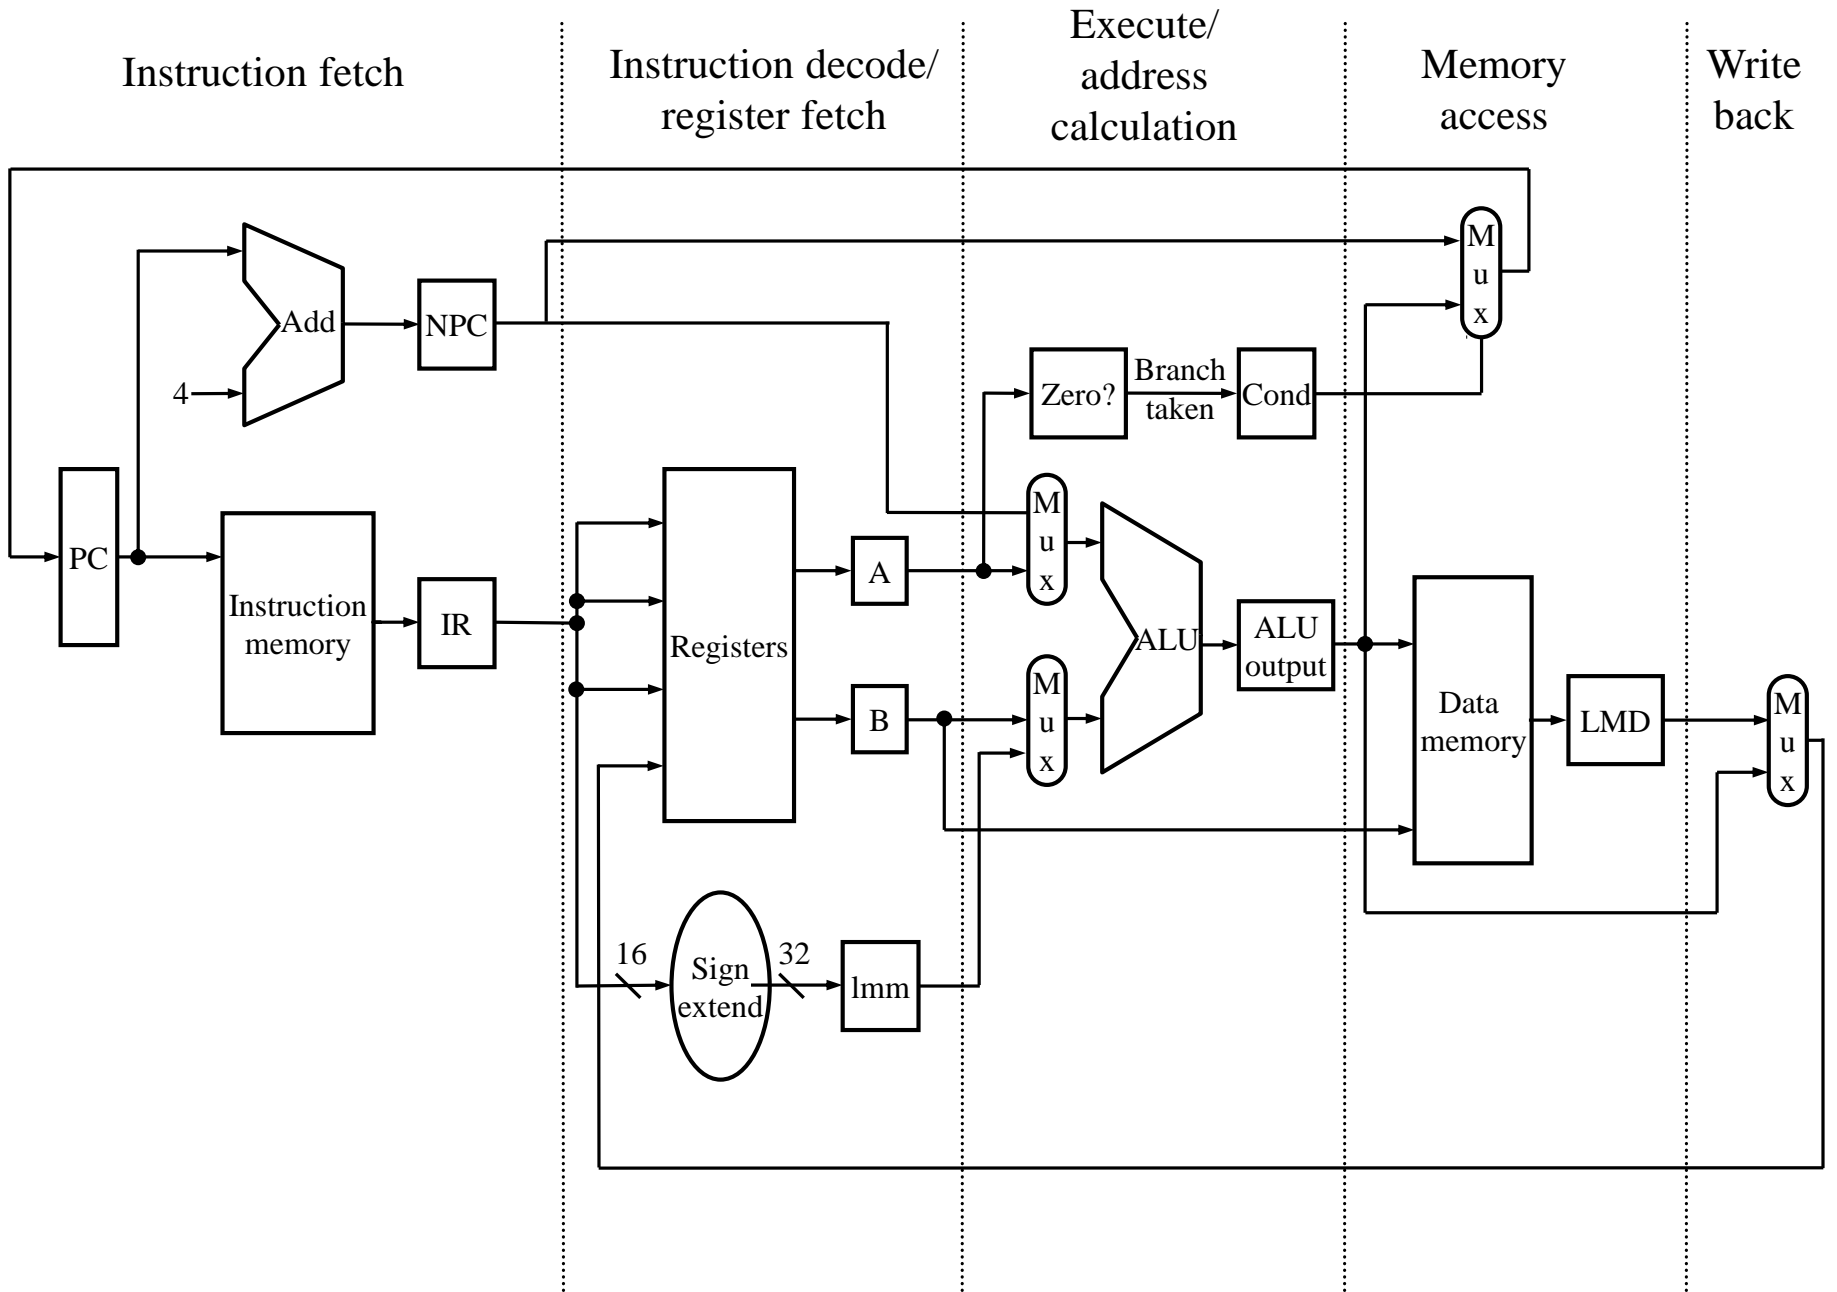 Instruction fetch
Instruction decode/
register fetch
Execute/
address
calculation
Memory
access
Write
back
M
u
x
Add
NPC
4
Zero?
Branch
taken
Cond
PC
Instruction
memory
IR
Registers
A
B
M
u
x
M
u
x
ALU
ALU
output
Data
memory
LMD
M
u
x
16
Sign
extend
32
lmm